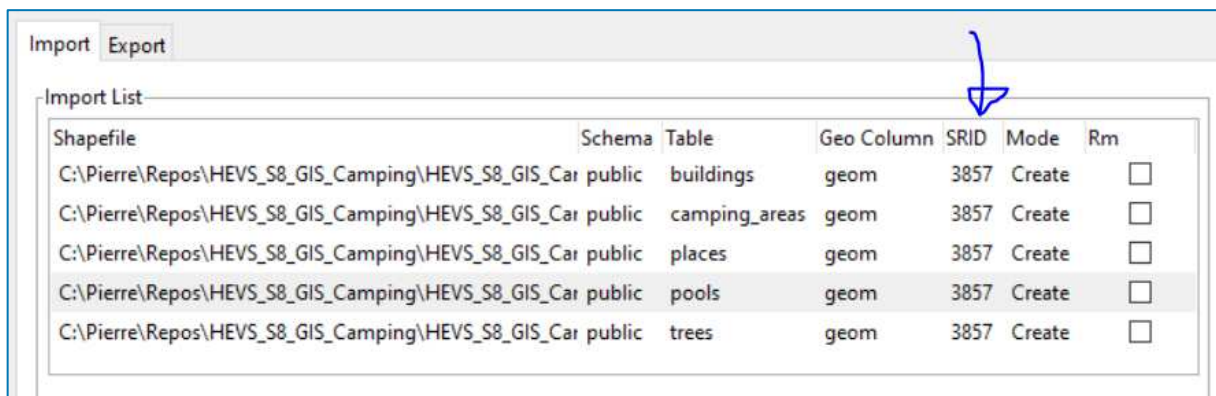 Import Export
Import List
Shapefile Schema Table Geo Column SRID Mode Rm
C:\Pierre\Repos\HEVS_S8_GIS_Camping\HEVS_S8_GIS_Car public buildings geom 3857 Create
C:\Pierre\Repos\HEVS_S8_GIS_Camping\HEVS_S8_GIS_Car public camping_areas geom 3857 Create
C:\Pierre\Repos\HEVS_S8_GIS_Camping\HEVS_S8_GIS_Car public places geom 3857 Create
C:\Pierre\Repos\HEVS_S8_GIS_Camping\HEVS_S8_GIS_Car public pools geom 3857 Create
C:\Pierre\Repos\HEVS_S8_GIS_Camping\HEVS_S8_GIS_Car public trees geom 3857 Create